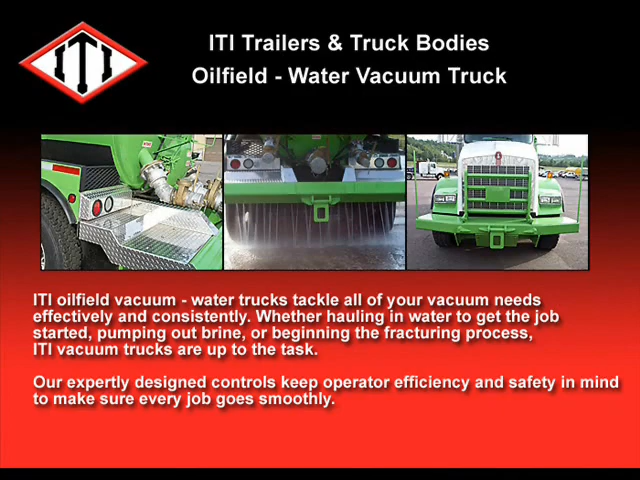 ITI
ITI Trailers & Truck Bodies
Oilfield - Water Vacuum Truck
ITI oilfield vacuum - water trucks tackle all of your vacuum needs
effectively and consistently. Whether hauling in water to get the job
started, pumping out brine, or beginning the fracturing process,
ITI vacuum trucks are up to the task.
Our expertly designed controls keep operator efficiency and safety in mind
to make sure every job goes smoothly.